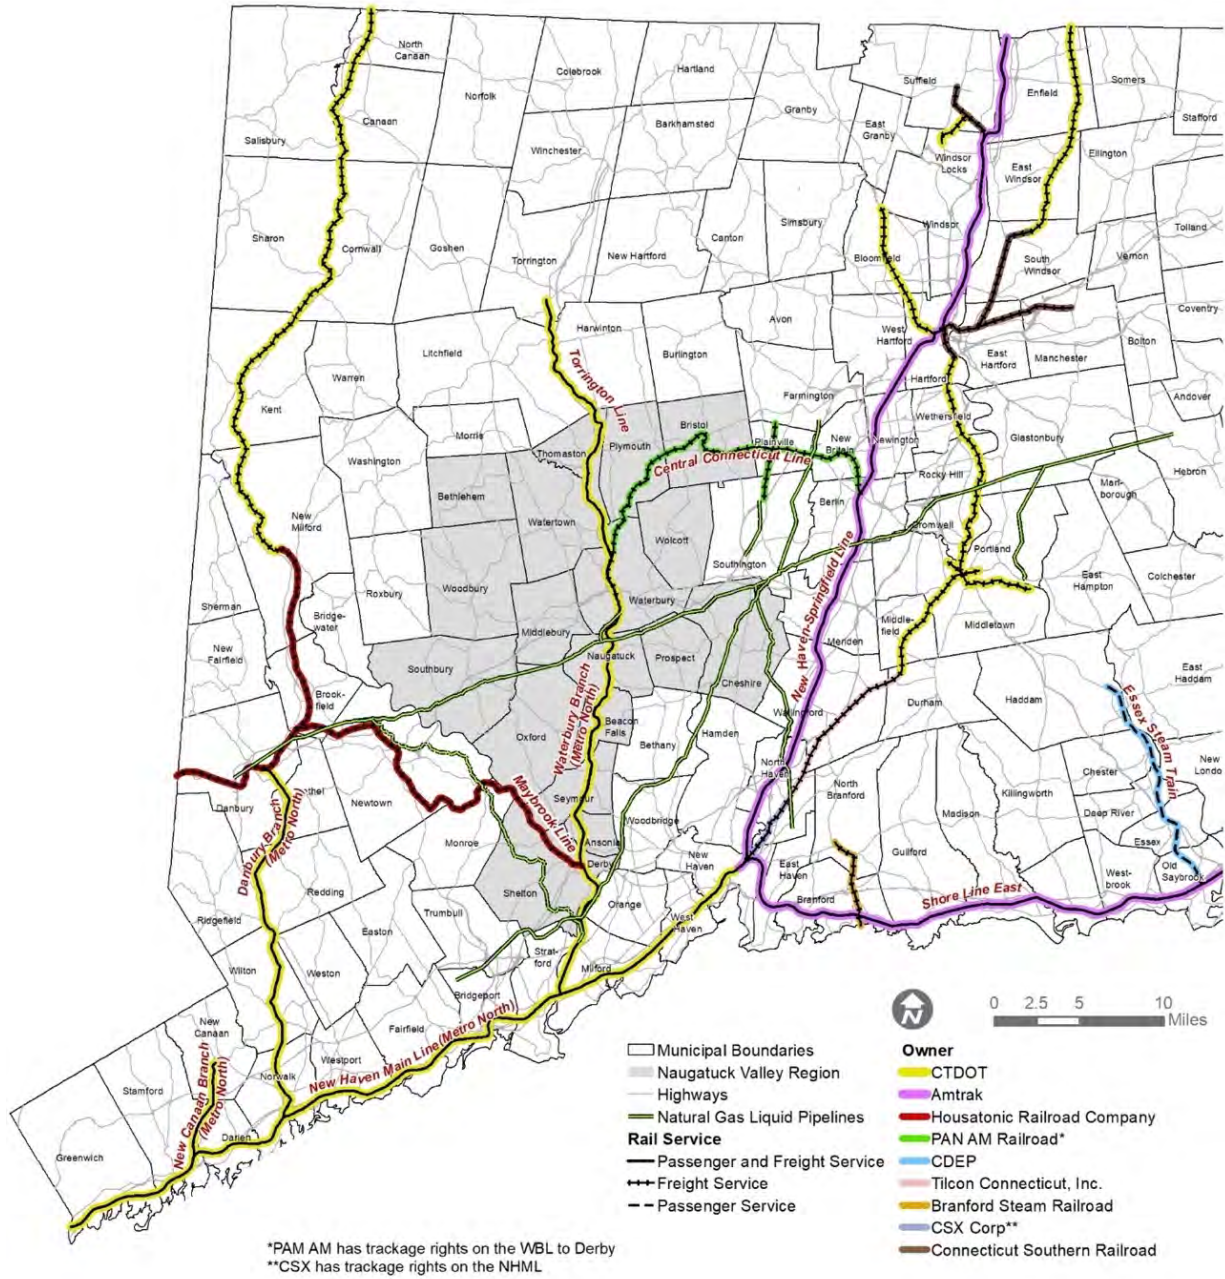 North
Canaan
Colebrook
Hartland
Norfolk
Granby
Suffield
Enfield
Somers
Stafford
Salisbury
Canaan
Winchester
Barkhamsted
East
Granby
Windsor
Locks
East
Windsor
Ellington
Sharon
Cornwall
Goshen
Torrington
New Hartford
Canton
Simsbury
Bloomfield
Windsor
South
Windsor
Vernon
Tolland
Harwinton
Litchfield
Burlington
Avon
West
Hartford
East
Hartford
Manchester
Bolton
Coventry
Torrington Line
Kent
Warren
Morris
Farmington
Hartford
Wethersfield
Newington
Glastonbury
Andover
Hebron
Washington
Thomaston
Plymouth
Bristol
Plainville
New
Britain
Central Connecticut Line
Rocky Hill
Mari-
borough
Bethlehem
Watertown
Berlin
Cromwell
New
Milford
Wolcott
Southington
Portland
East
Hampton
Colchester
Sherman
Bridge-
water
Roxbury
Woodbury
Waterbury
Middlebury
New Haven-Springfield Line
Middle-
field
Middletown
Meriden
New
Fairfield
Southbury
Naugatuck
Prospect
Cheshire
Brook-
field
Haddam
East
Haddam
Durham
Wallingford
Waterbury Branch
(Metro North)
Oxford
Beacon
Falls
Bethany
Hamden
Essex Steam Train
North
Haven
North
Branford
Madison
Killingworth
Chester
New
Londo
Danbury
thel
Newtown
Maybrook Line
Seymour
Woodbridge
Deep River
Danbury Branch
(Metro North)
Monroe
Ansonia
Derby
New
Haven
East
Haven
Guilford
Essex
West-
brook
Old
Saybrook
Redding
Shelton
Orange
Branford
Shore Line East
Ridgefield
Trumbull
Easton
West
Haven
Wilton
Weston
Strat-
ford
Milford
Bridgeport
Fairfield
New
Canaan
Westport
Norwalk
New Haven Main Line(Metro North)
Stamford
New Canaan Branch
(Metro North)
Darien
Greenwich
N
0 2.5 5 10
Miles
Municipal Boundaries
Naugatuck Valley Region
Highways
Natural Gas Liquid Pipelines
Rail Service
Passenger and Freight Service
Freight Service
Passenger Service
Owner
CTDOT
Amtrak
Housatonic Railroad Company
PAN AM Railroad*
CDEP
Tilcon Connecticut, Inc.
Branford Steam Railroad
CSX Corp**
Connecticut Southern Railroad
*PAM AM has trackage rights on the WBL to Derby
**CSX has trackage rights on the NHML